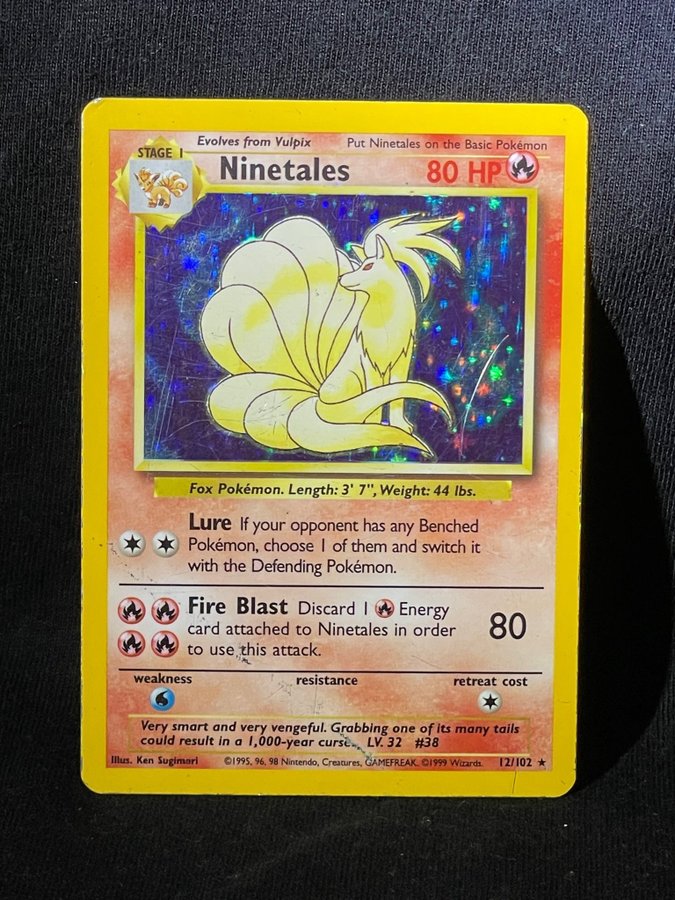 Evolves from Vulpix
Put Ninetales on the Basic Pokémon
STAGE 1
Ninetales
80 HP
Fox Pokémon. Length: 3' 7", Weight: 44 lbs.
Lure If your opponent has any Benched
Pokémon, choose 1 of them and switch it
with the Defending Pokémon.
Fire Blast Discard 1 Energy
card attached to Ninetales in order
to use this attack.
80
weakness
resistance
retreat cost
Very smart and very vengeful. Grabbing one of its many tails
could result in a 1,000-year curse. LV. 32 #38
Illus. Ken Sugimori
©1995, 96, 98 Nintendo, Creatures, GAMEFREAK. ©1999 Wizards.
12/102 ★